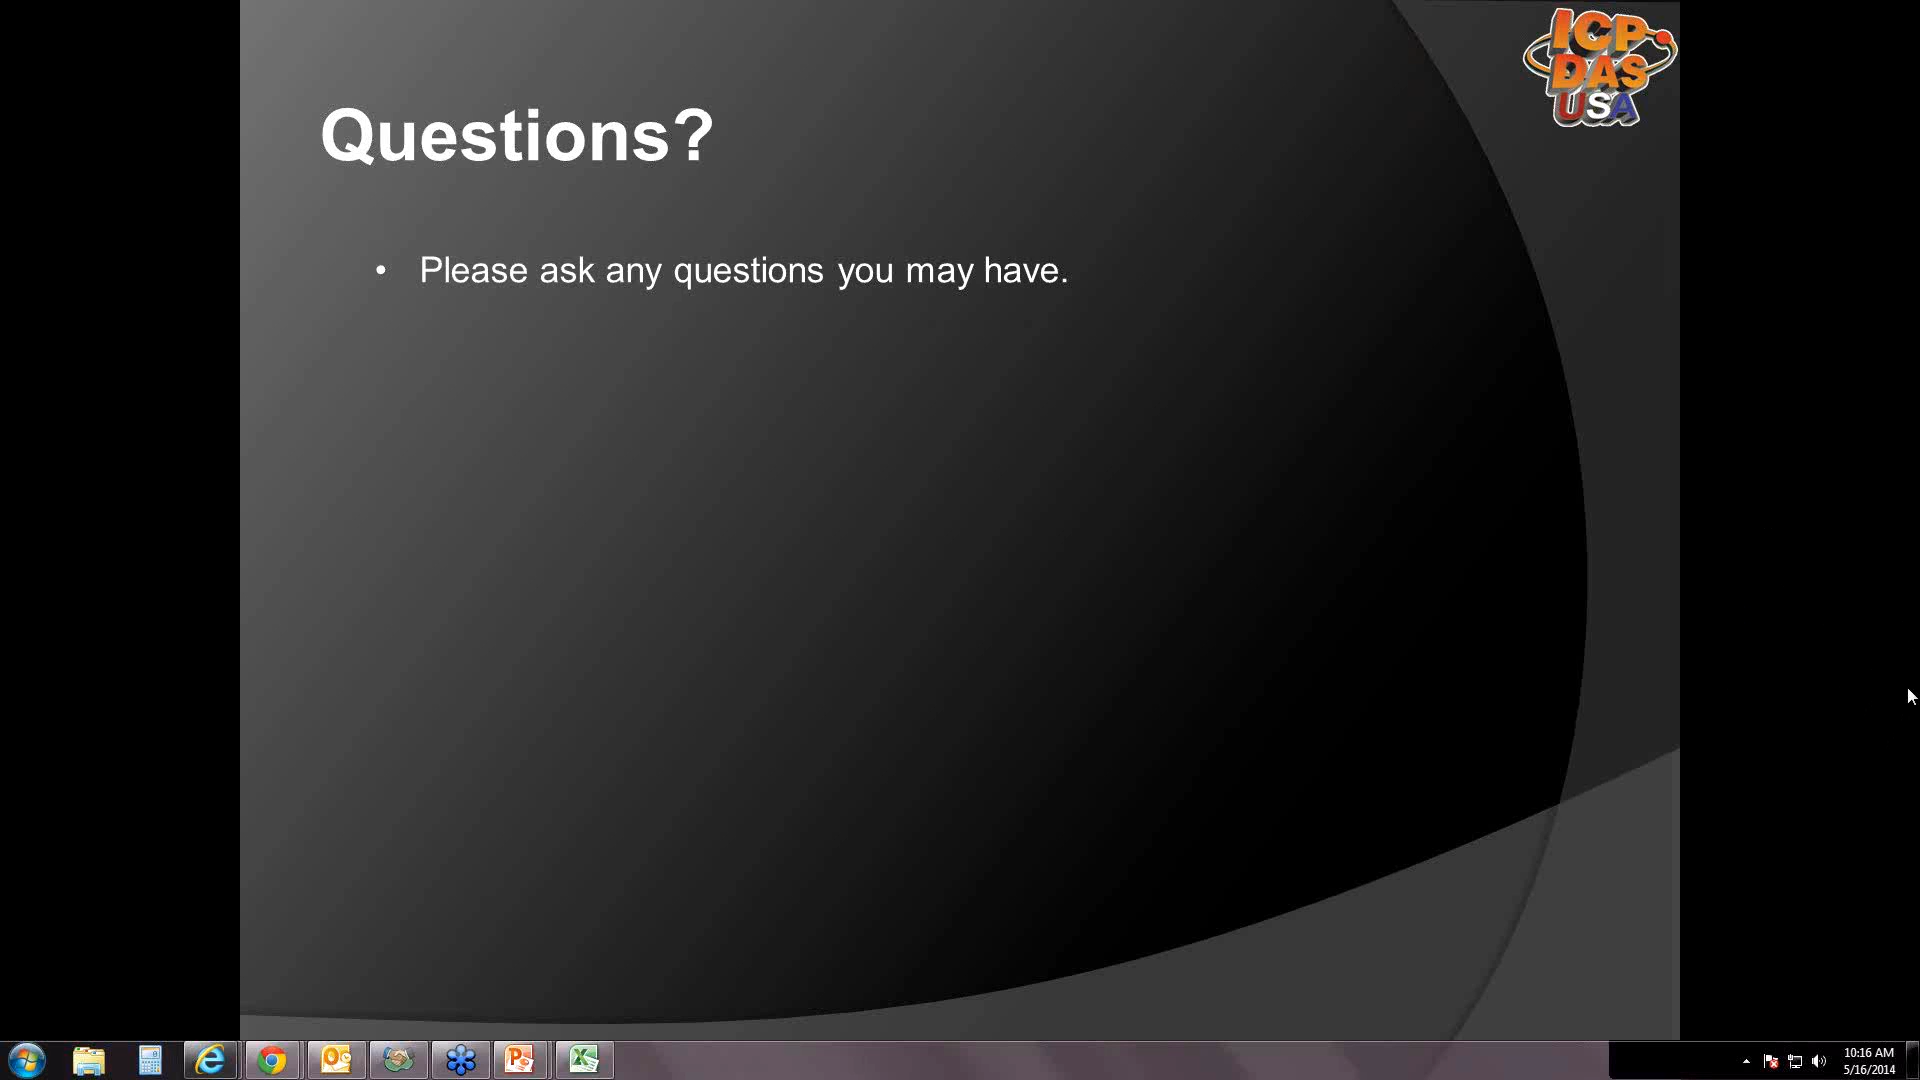 ICP
DAS
USA
Questions?
• Please ask any questions you may have.
10:16 AM
5/16/2014